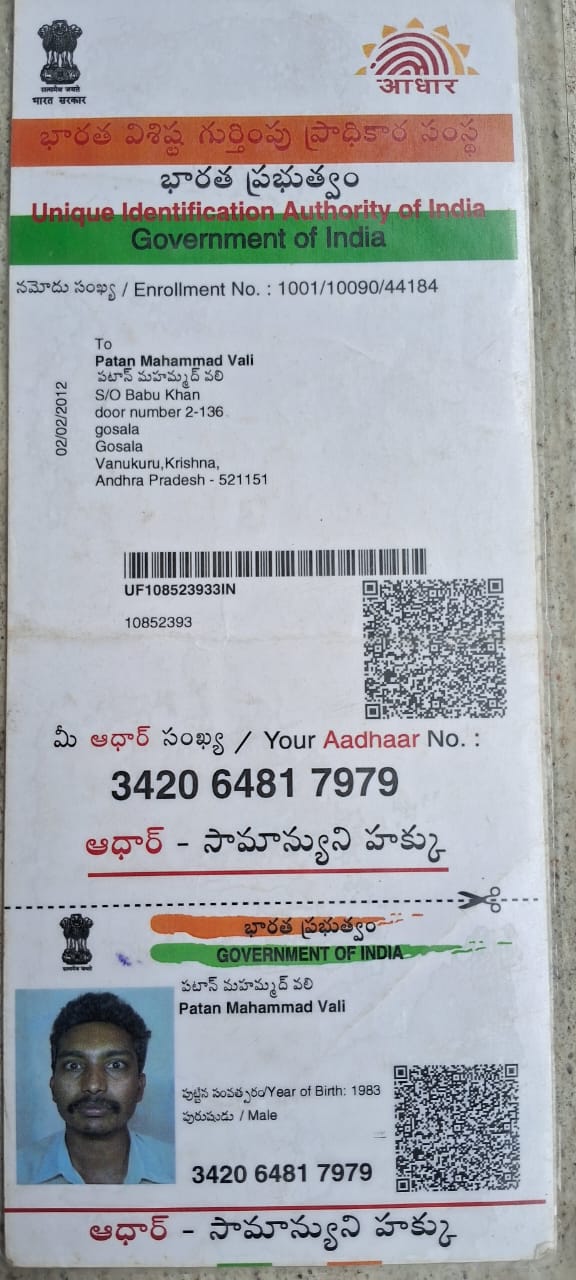 सत्यमेव जयते
भारत सरकार
आधार
భారత విశిష్ట గుర్తింపు ప్రాధికార సంస్థ
భారత ప్రభుత్వం
Unique Identification Authority of India
Government of India
నమోదు సంఖ్య / Enrollment No. : 1001/10090/44184
To
Patan Mahammad Vali
పటాన్ మహమ్మద్ వలి
S/O Babu Khan
door number 2-136
gosala
Gosala
Vanukuru,Krishna,
Andhra Pradesh - 521151
02/02/2012
UF108523933IN
10852393
మీ ఆధార్ సంఖ్య / Your Aadhaar No. :
3420 6481 7979
ఆధార్ - సామాన్యుని హక్కు
భారత ప్రభుత్వం
GOVERNMENT OF INDIA
పటాన్ మహమ్మద్ వలి
Patan Mahammad Vali
పుట్టిన సంవత్సరం/Year of Birth: 1983
పురుషుడు / Male
3420 6481 7979
ఆధార్ - సామాన్యుని హక్కు